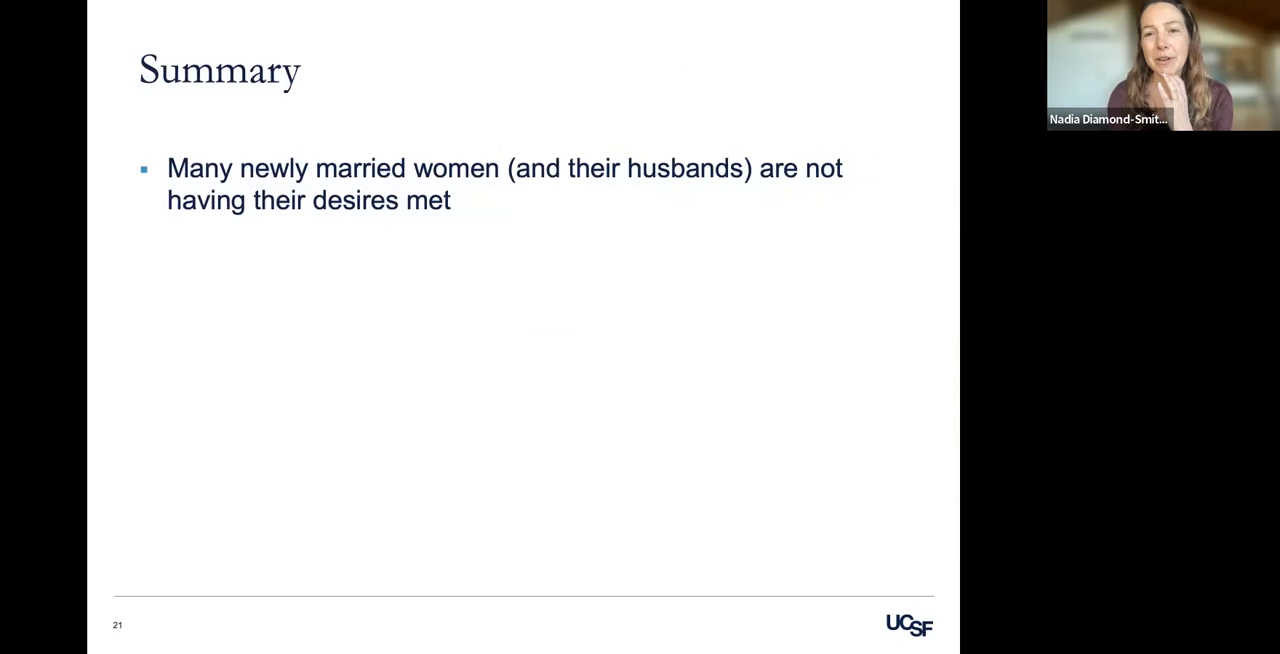 Summary
Many newly married women (and their husbands) are not
having their desires met
21
UCSF
Nadia Diamond-Smit...